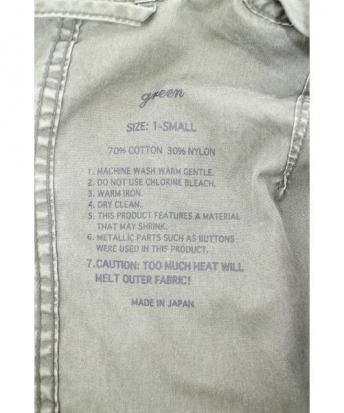 green
SIZE: 1-SMALL
70% COTTON 30% NYLON
1. MACHINE WASH WARM GENTLE.
2. DO NOT USE CHLORINE BLEACH.
3. WARM IRON.
4. DRY CLEAN.
5. THIS PRODUCT FEATURES A MATERIAL
THAT MAY SHRINK.
6. METALLIC PARTS SUCH AS BUTTONS
WERE USED IN THIS PRODUCT.
7. CAUTION: TOO MUCH HEAT WILL
MELT OUTER FABRIC!
MADE IN JAPAN